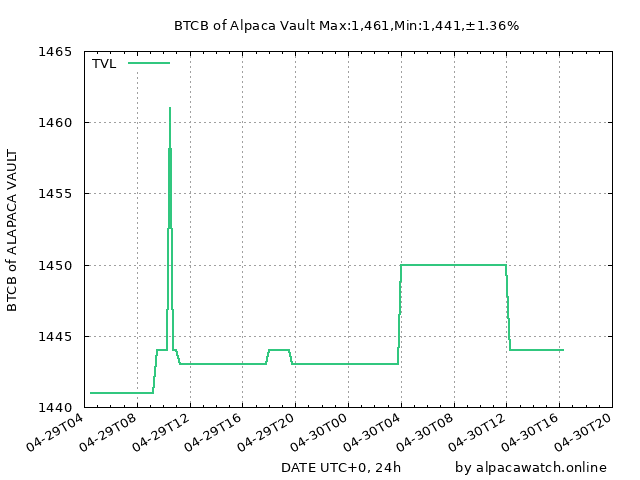 BTCB of Alpaca Vault Max:1,461,Min:1,441,±1.36%
1465
TVL
1460
1455
1450
1445
1440
BTCB of ALAPACA VAULT
04-29T04
04-29T08
04-29T12
04-29T16
04-29T20
04-30T00
04-30T04
04-30T08
04-30T12
04-30T16
04-30T20
DATE UTC+0, 24h
by alpacawatch.online